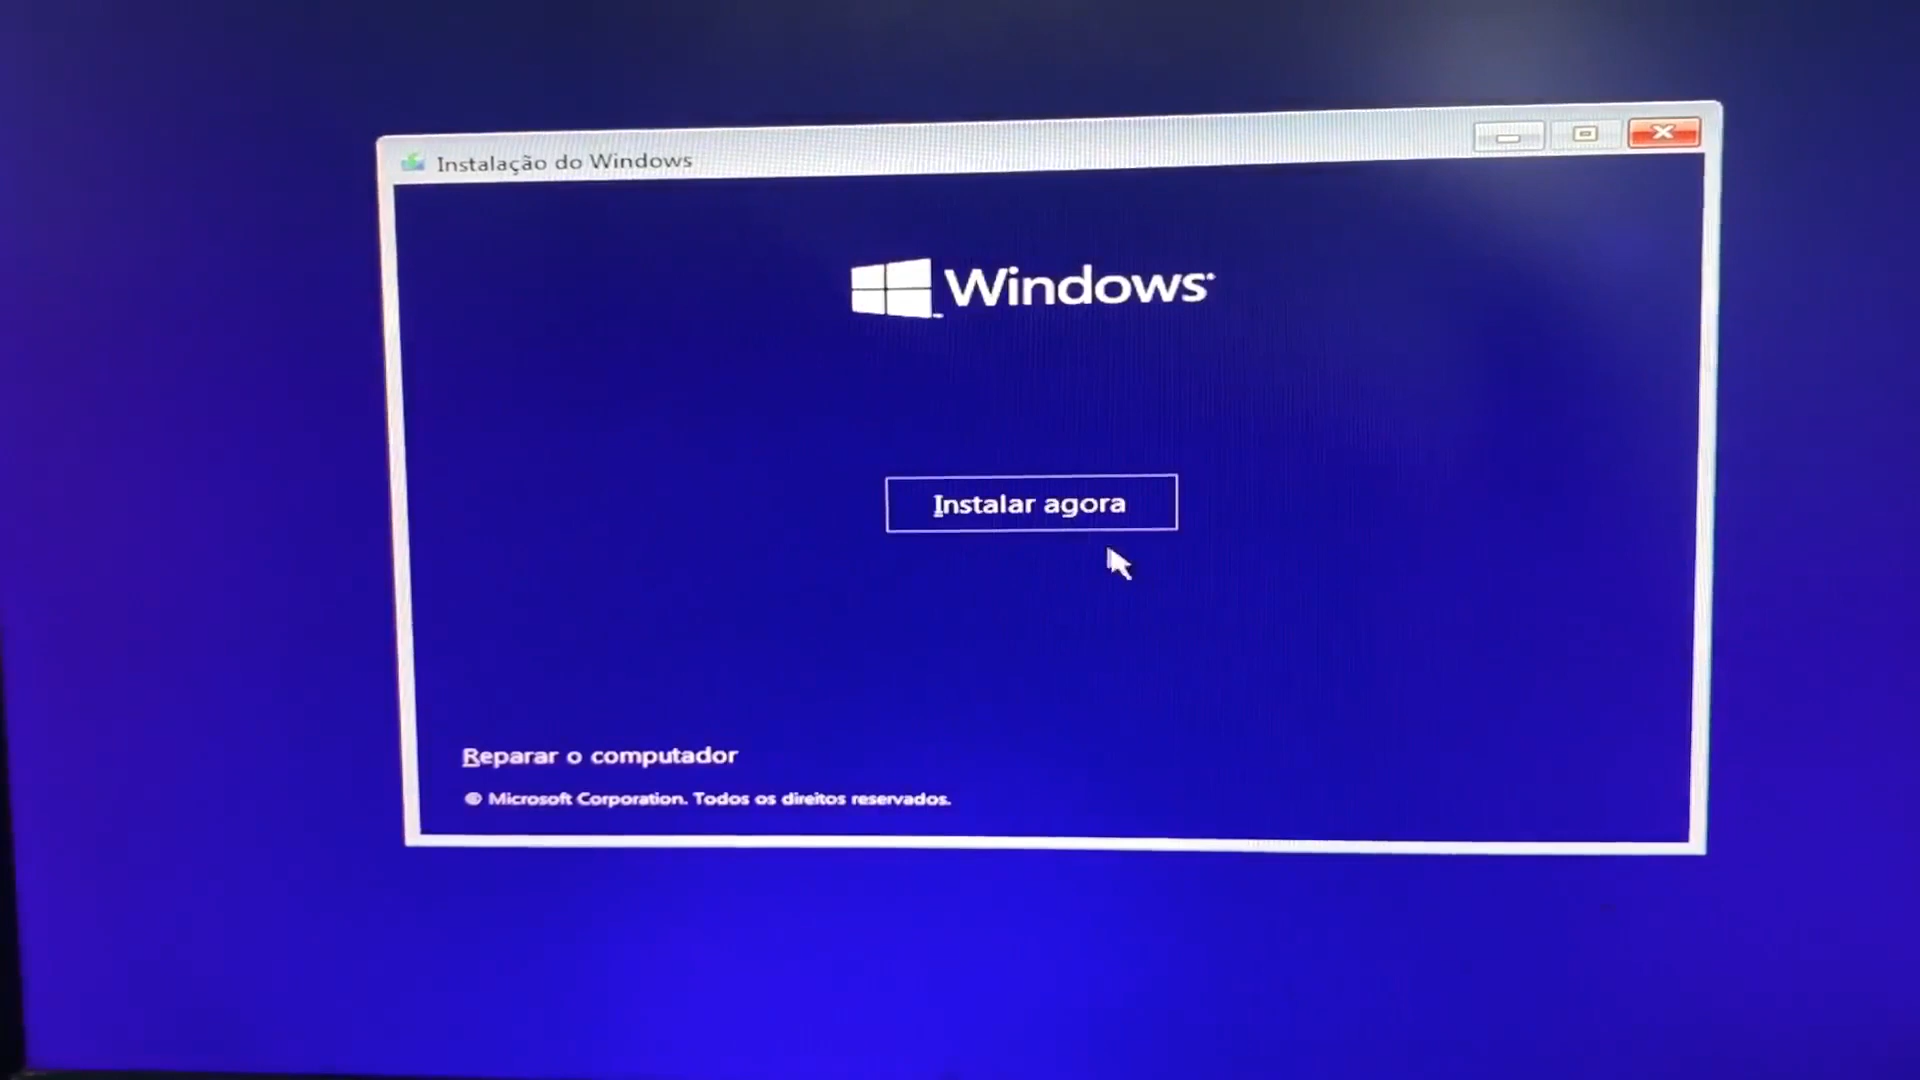 Instalação do Windows
Windows
Instalar agora
Reparar o computador
© Microsoft Corporation. Todos os direitos reservados.